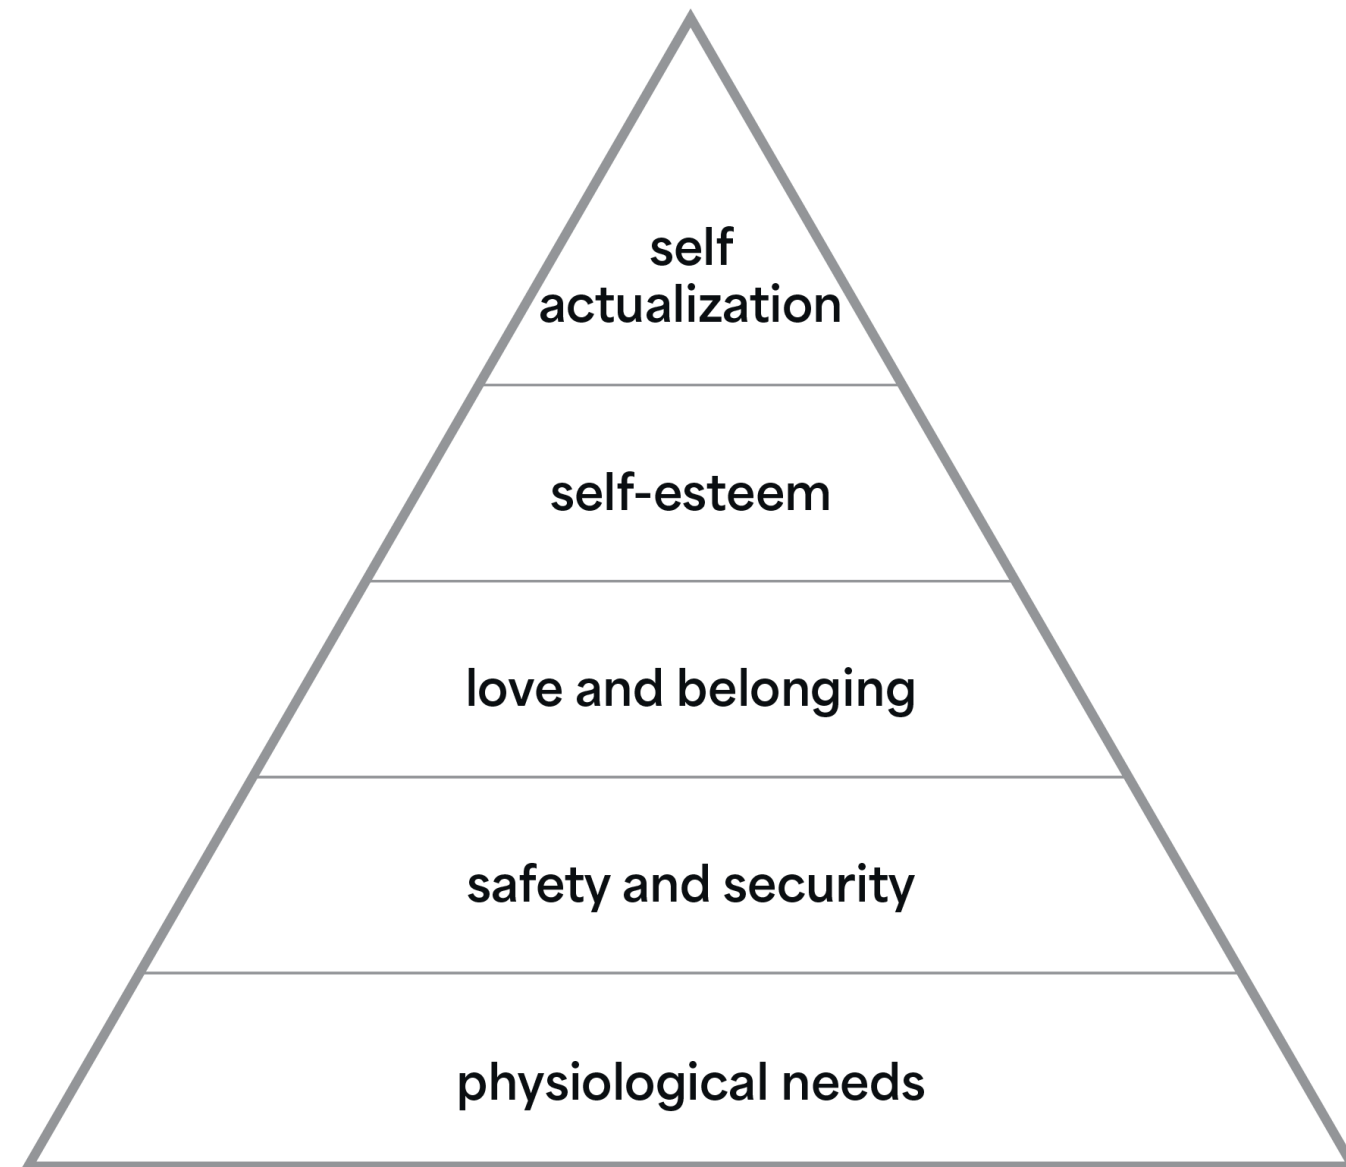 self
actualization
self-esteem
love and belonging
safety and security
physiological needs